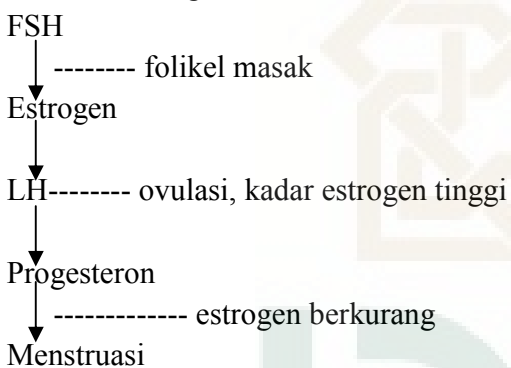 FSH
-------- folikel masak
Estrogen
LH-------- ovulasi, kadar estrogen tinggi
Progesteron
------------- estrogen berkurang
Menstruasi